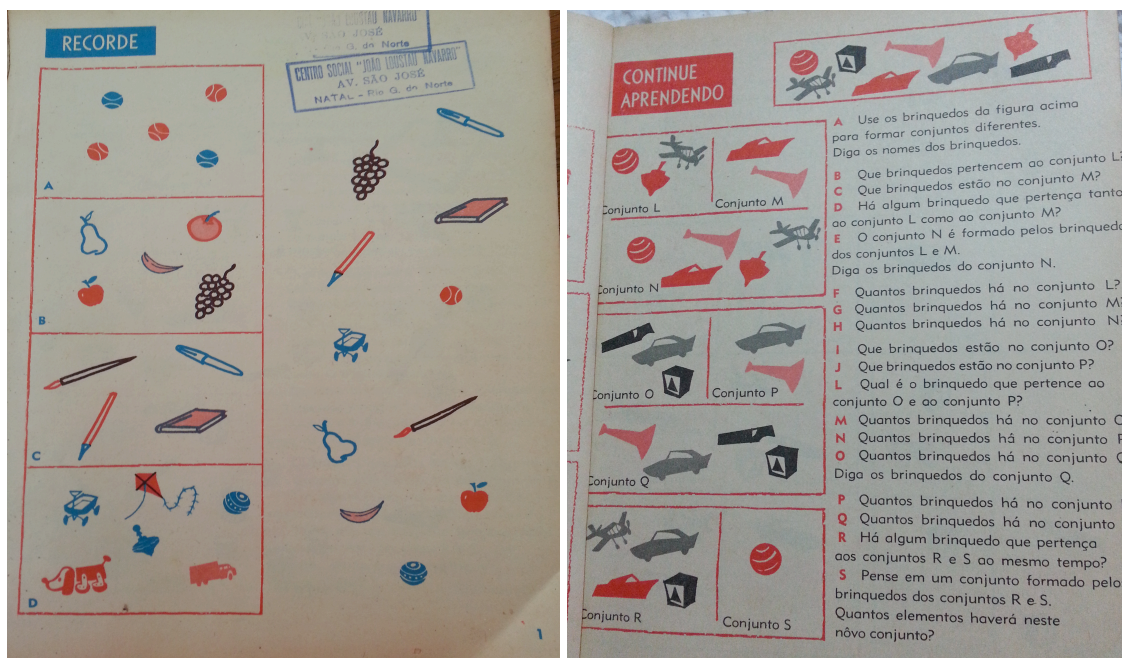 RECORDE
AV. SÃO JOSÉ
CENTRO SOCIAL "JOÃO LOBSTAU NAVARRO"
AV. SÃO JOSÉ
NATAL - Rio G. do Norte
A
B
C
D
1
CONTINUE
APRENDENDO
Conjunto L
Conjunto M
Conjunto N
Conjunto O
Conjunto P
Conjunto Q
Conjunto R
Conjunto S
A Use os brinquedos da figura acima
para formar conjuntos diferentes.
Diga os nomes dos brinquedos.
B Que brinquedos pertencem ao conjunto L?
C Que brinquedos estão no conjunto M?
D Há algum brinquedo que pertença tanto
ao conjunto L como ao conjunto M?
E O conjunto N é formado pelos brinquedo
dos conjuntos L e M.
Diga os brinquedos do conjunto N.
F Quantos brinquedos há no conjunto L?
G Quantos brinquedos há no conjunto M?
H Quantos brinquedos há no conjunto N?
I Que brinquedos estão no conjunto O?
J Que brinquedos estão no conjunto P?
L Qual é o brinquedo que pertence ao
conjunto O e ao conjunto P?
M Quantos brinquedos há no conjunto
N Quantos brinquedos há no conjunto
O Quantos brinquedos há no conjunto
Diga os brinquedos do conjunto Q.
P Quantos brinquedos há no conjunto
Q Quantos brinquedos há no conjunto
R Há algum brinquedo que pertença
aos conjuntos R e S ao mesmo tempo?
S Pense em um conjunto formado pelo
brinquedos dos conjuntos R e S.
Quantos elementos haverá neste
nôvo conjunto?